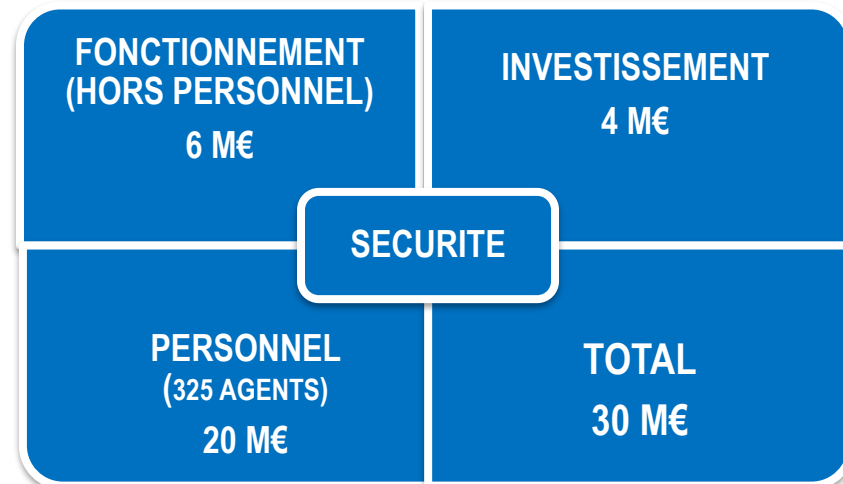 FONCTIONNEMENT
(HORS PERSONNEL)
6 M€
INVESTISSEMENT
4 M€
SECURITE
PERSONNEL
(325 AGENTS)
20 M€
TOTAL
30 M€